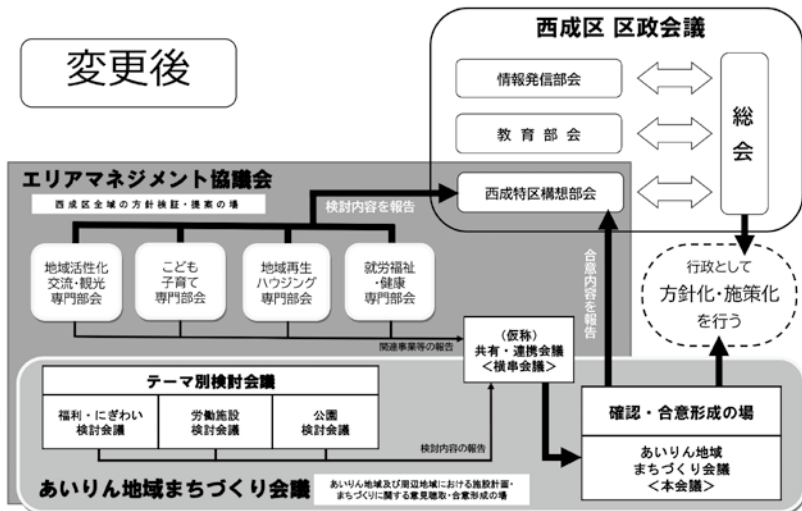 変更後
西成区 区政会議
情報発信部会
教育部会
西成特区構想部会
総会
エリアマネジメント協議会
西成区全域の方針検証・提案の場
検討内容を報告
地域活性化
交流・観光
専門部会
こども
子育て
専門部会
地域再生
ハウジング
専門部会
就労福祉
・健康
専門部会
関連事業等の報告
合意内容を報告
行政として
方針化・施策化
を行う
(仮称)
共有・連携会議
<横串会議>
テーマ別検討会議
福利・にぎわい
検討会議
労働施設
検討会議
公園
検討会議
検討内容の報告
確認・合意形成の場
あいりん地域
まちづくり会議
<本会議>
あいりん地域まちづくり会議
あいりん地域及び周辺地域における施設計画・
まちづくりに関する意見聴取・合意形成の場